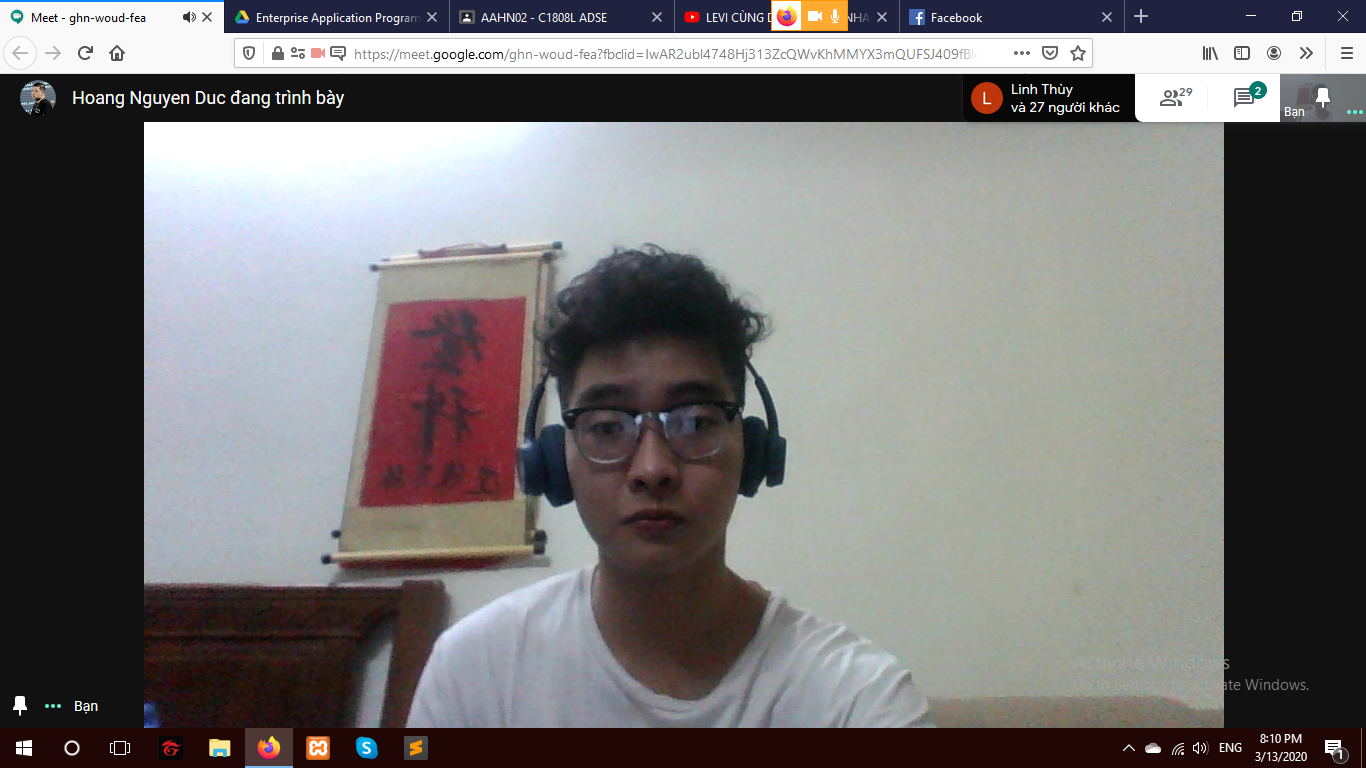 Meet - ghn-woud-fea
Enterprise Application Program
AAHN02 - C1808L ADSE
LEVI CÙNG
NHA
Facebook
https://meet.google.com/ghn-woud-fea?fbclid=IwAR2ubl4748Hj313ZcQWvKhMMYX3mQUFSJ409fBl
Hoang Nguyen Duc đang trình bày
L
Linh Thùy
và 27 người khác
29
2
Bạn
Activate Windows
Go to Settings to activate Windows.
Bạn
ENG
8:10 PM
3/13/2020
1